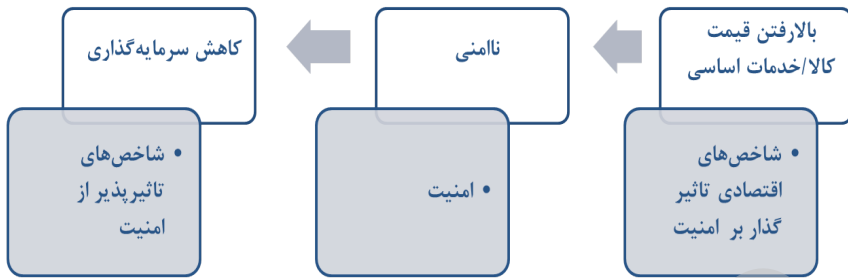 بالارفتن قیمت
کالا/خدمات اساسی
• شاخص‌های
اقتصادی تاثیر
گذار بر امنیت
ناامنی
• امنیت
کاهش سرمایه‌گذاری
• شاخص‌های
تاثیرپذیر از
امنیت